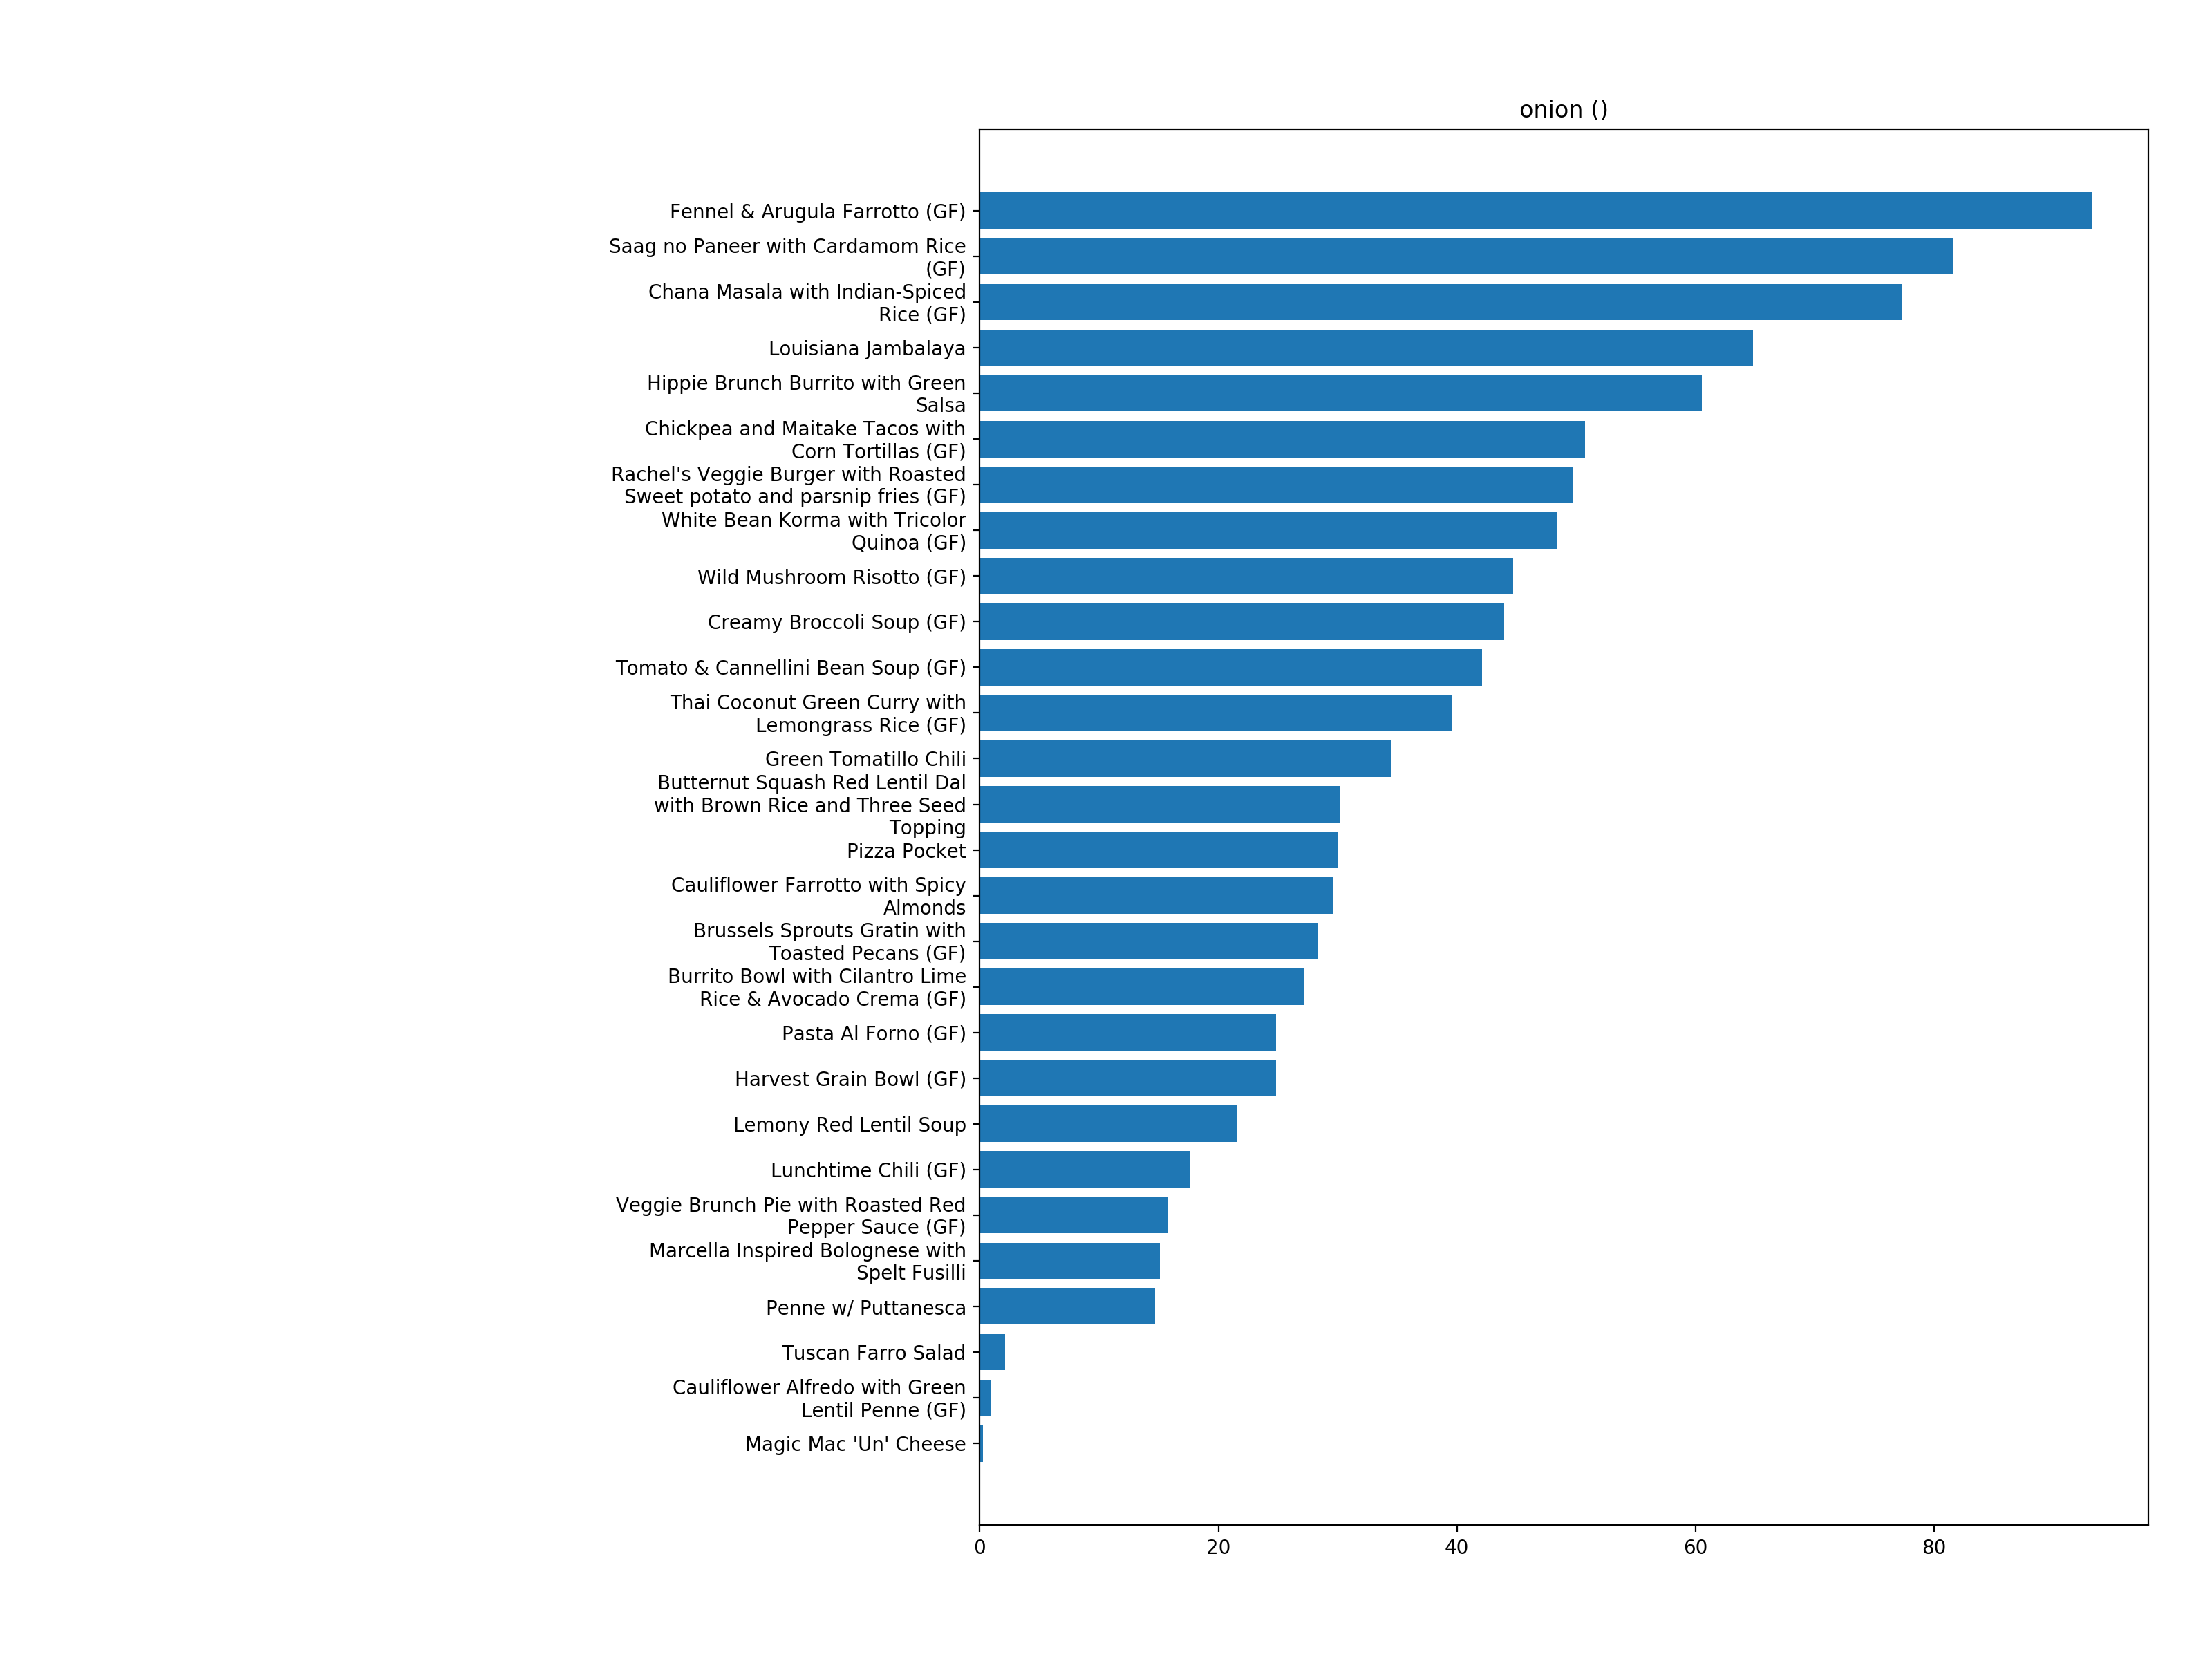 onion ()
Fennel & Arugula Farrotto (GF)
Saag no Paneer with Cardamom Rice
(GF)
Chana Masala with Indian-Spiced
Rice (GF)
Louisiana Jambalaya
Hippie Brunch Burrito with Green
Salsa
Chickpea and Maitake Tacos with
Corn Tortillas (GF)
Rachel's Veggie Burger with Roasted
Sweet potato and parsnip fries (GF)
White Bean Korma with Tricolor
Quinoa (GF)
Wild Mushroom Risotto (GF)
Creamy Broccoli Soup (GF)
Tomato & Cannellini Bean Soup (GF)
Thai Coconut Green Curry with
Lemongrass Rice (GF)
Green Tomatillo Chili
Butternut Squash Red Lentil Dal
with Brown Rice and Three Seed
Topping
Pizza Pocket
Cauliflower Farrotto with Spicy
Almonds
Brussels Sprouts Gratin with
Toasted Pecans (GF)
Burrito Bowl with Cilantro Lime
Rice & Avocado Crema (GF)
Pasta Al Forno (GF)
Harvest Grain Bowl (GF)
Lemony Red Lentil Soup
Lunchtime Chili (GF)
Veggie Brunch Pie with Roasted Red
Pepper Sauce (GF)
Marcella Inspired Bolognese with
Spelt Fusilli
Penne w/ Puttanesca
Tuscan Farro Salad
Cauliflower Alfredo with Green
Lentil Penne (GF)
Magic Mac 'Un' Cheese
0 20 40 60 80